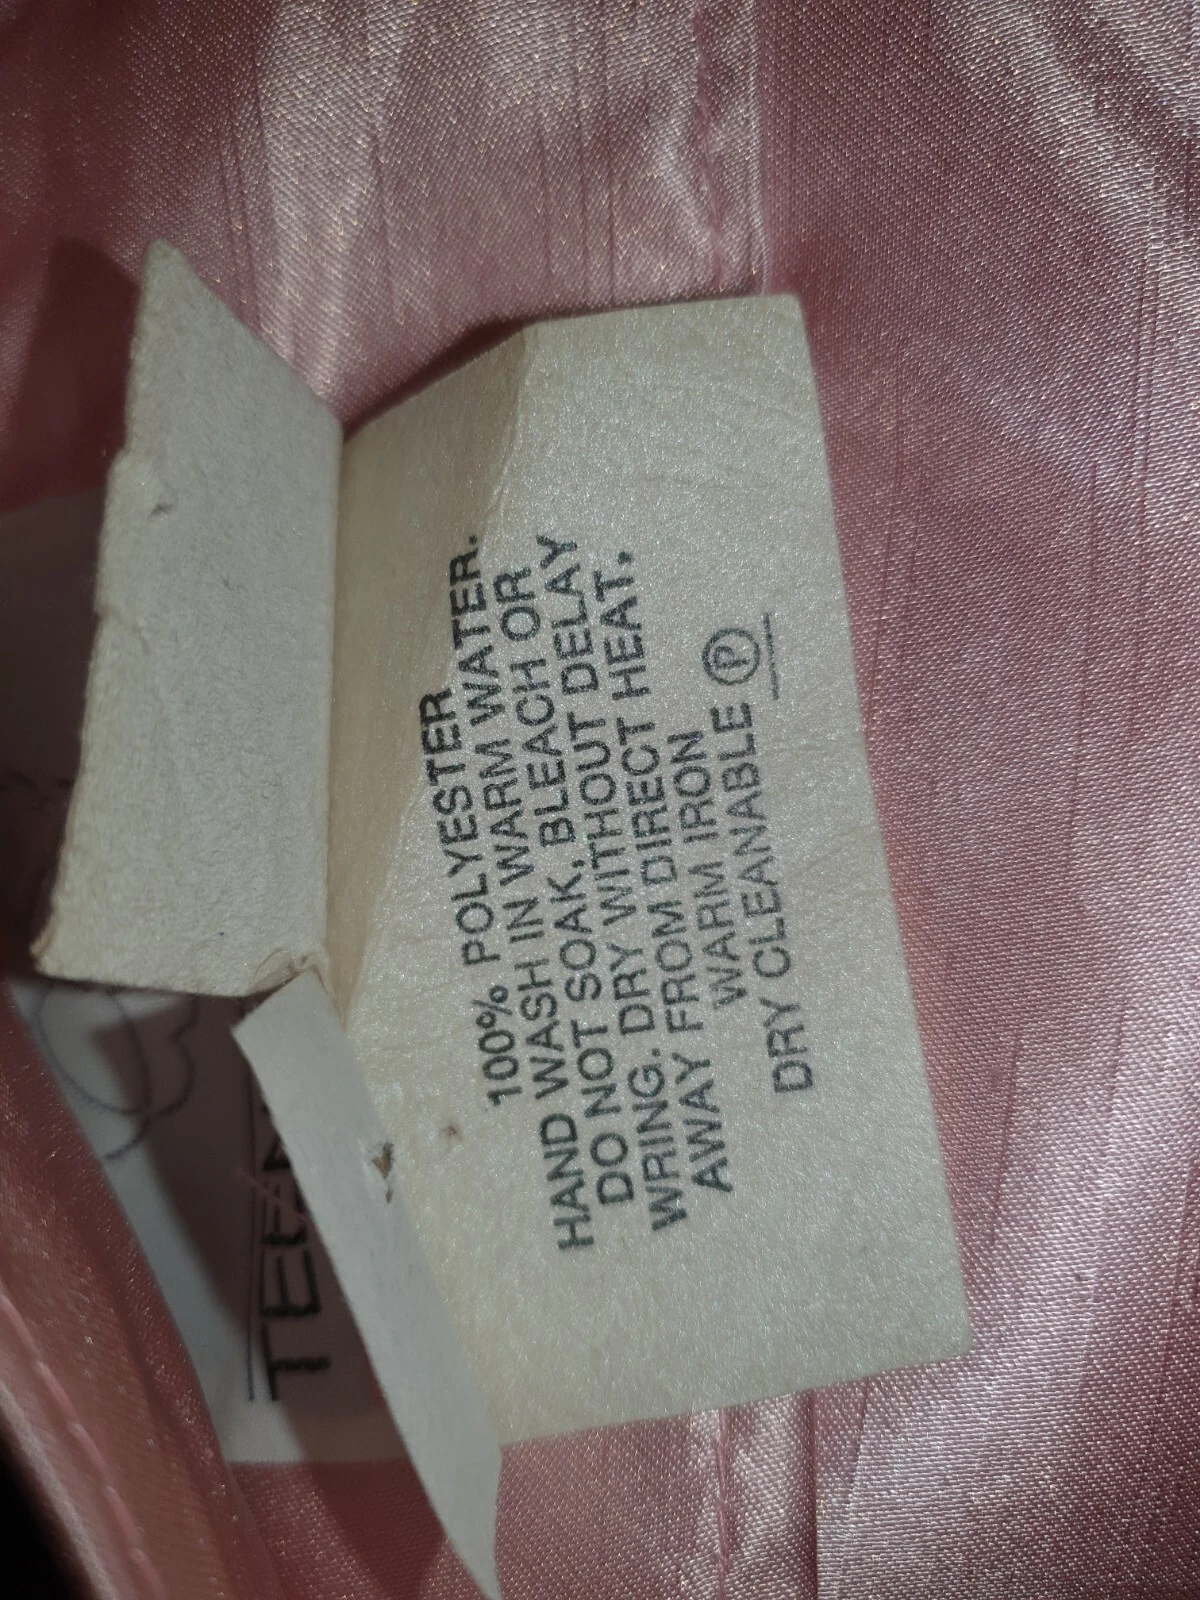 100% POLYESTER
HAND WASH IN WARM WATER.
DO NOT SOAK, BLEACH OR
WRING. DRY WITHOUT DELAY
AWAY FROM DIRECT HEAT.
WARM IRON
DRY CLEANABLE Ⓟ